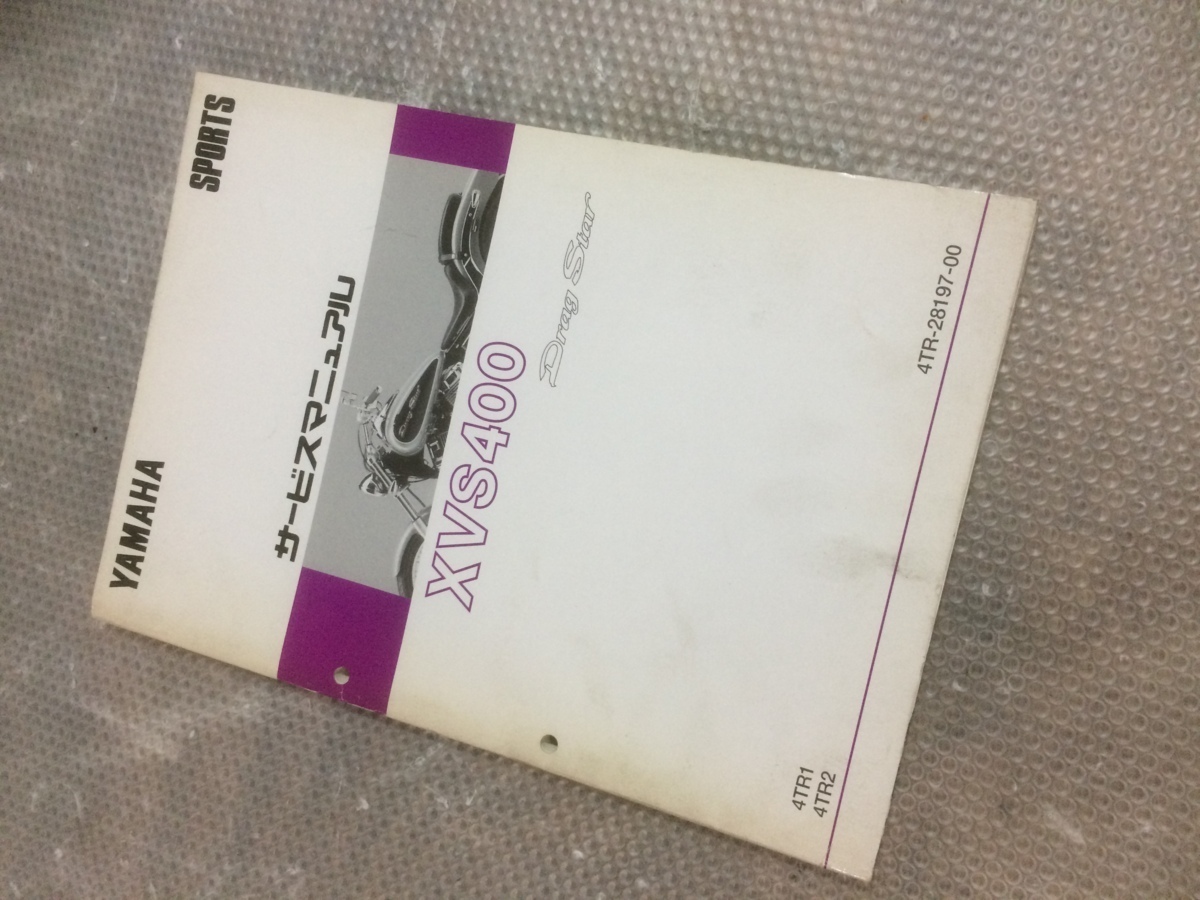 YAMAHA SPORTS
サービスマニュアル
XVS400
Drag Star
4TR1
4TR2
4TR-28197-00